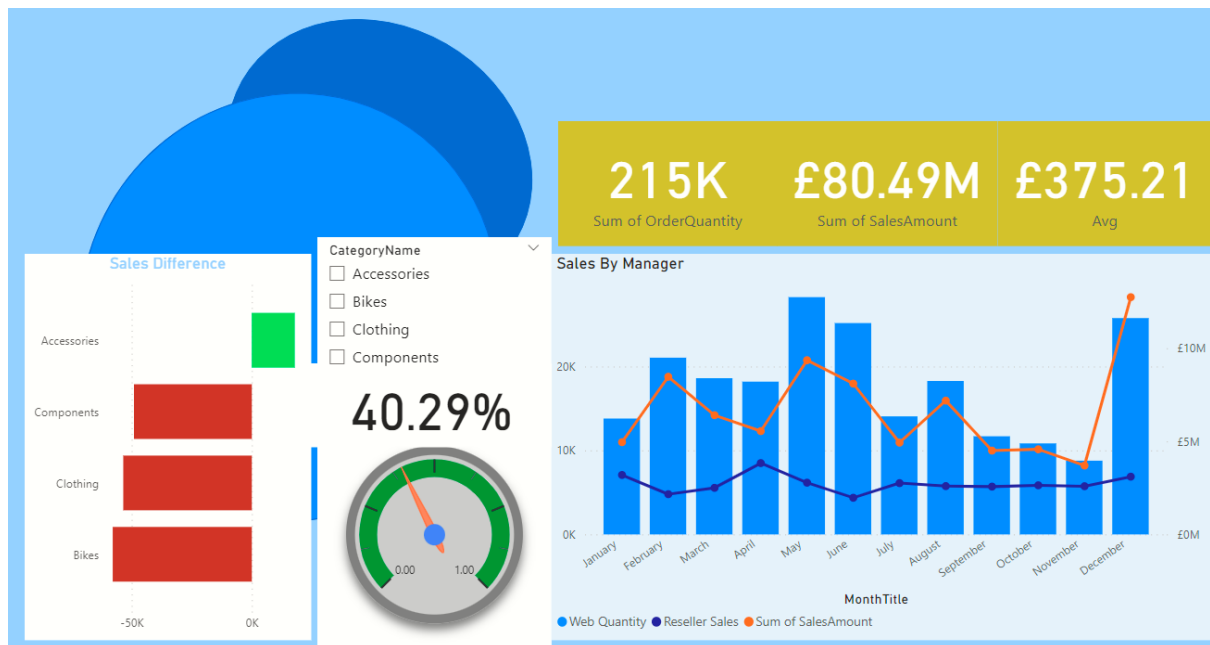 215K
£80.49M
£375.21
Sum of OrderQuantity
Sum of SalesAmount
Avg
Sales Difference
Accessories
Components
Clothing
Bikes
-50K
0K
CategoryName
Accessories
Bikes
Clothing
Components
40.29%
0.00
1.00
Sales By Manager
20K
10K
0K
£10M
£5M
£0M
January
February
March
April
May
June
July
August
September
October
November
December
MonthTitle
Web Quantity
Reseller Sales
Sum of SalesAmount